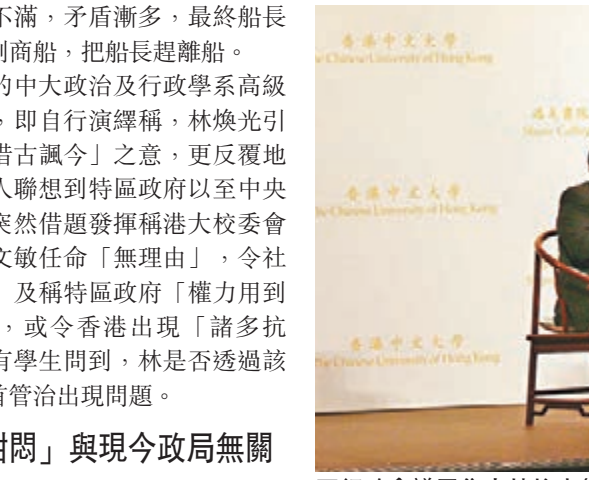 不滿，矛盾漸多，最終船長
商船，把船長趕離船。
的中大政治及行政學系高級
，即自行演繹稱，林煥光引
借古諷今」之意，更反覆地
人聯想到特區政府以至中央
突然借題發揮稱港大校委會
文敏任命「無理由」，令社
及稱特區政府「權力用到
，或令香港出現「諸多抗
有學生問到，林是否透過該
管治出現問題。
悶」與現今政局無關
香港中文大學
The Chinese University of Hong Kong
香港中文大學
The Chinese University of Hong Kong
香港中文大學
The Chinese University of Hong Kong